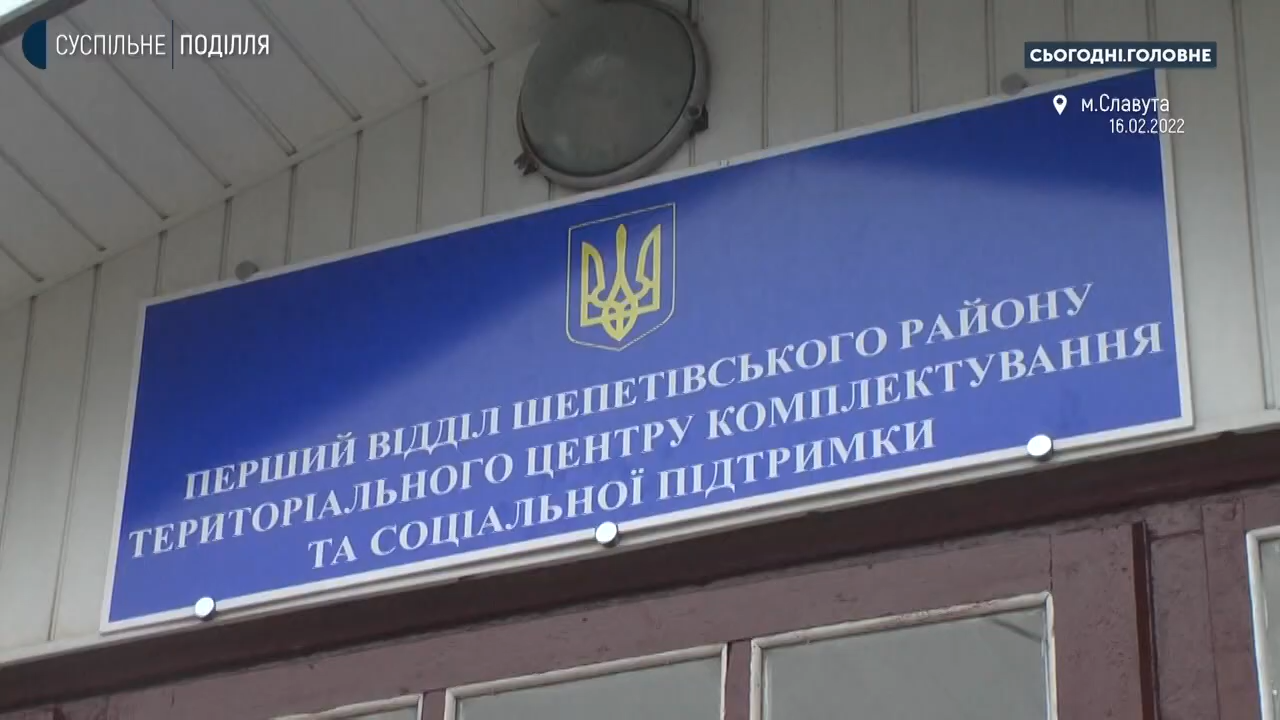 СУСПІЛЬНЕ ПОДІЛЛЯ
СЬОГОДНІ.ГОЛОВНЕ
м.Славута
16.02.2022
ПЕРШИЙ ВІДДІЛ ШЕПЕТІВСЬКОГО РАЙОНУ
ТЕРИТОРІАЛЬНОГО ЦЕНТРУ КОМПЛЕКТУВАННЯ
ТА СОЦІАЛЬНОЇ ПІДТРИМКИ